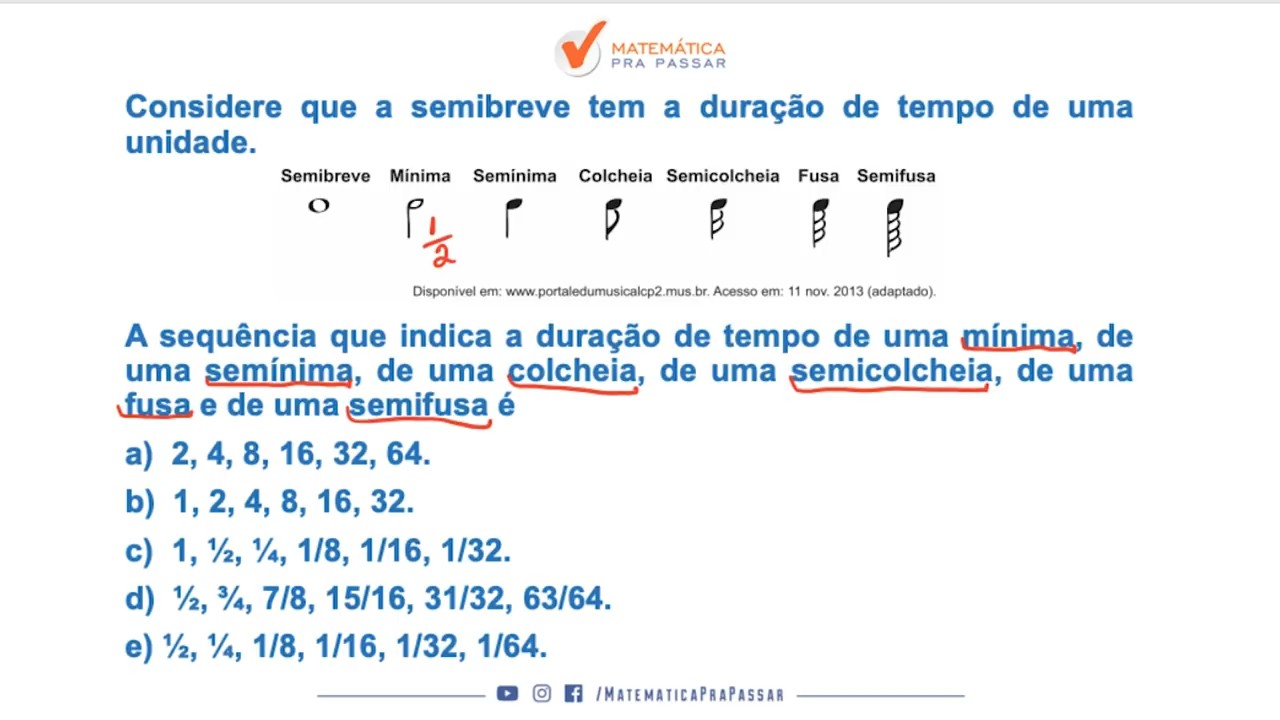 MATEMÁTICA
PRA PASSAR
Considere que a semibreve tem a duração de tempo de uma
unidade.
Semibreve Mínima Semínima Colcheia Semicolcheia Fusa Semifusa
1/2
Disponível em: www.portaledumusicalcp2.mus.br. Acesso em: 11 nov. 2013 (adaptado).
A sequência que indica a duração de tempo de uma mínima, de
uma semínima, de uma colcheia, de uma semicolcheia, de uma
fusa e de uma semifusa é
a) 2, 4, 8, 16, 32, 64.
b) 1, 2, 4, 8, 16, 32.
c) 1, ½, ¼, 1/8, 1/16, 1/32.
d) ½, ¾, 7/8, 15/16, 31/32, 63/64.
e) ½, ¼, 1/8, 1/16, 1/32, 1/64.
/MATEMATICAPRAPASSAR